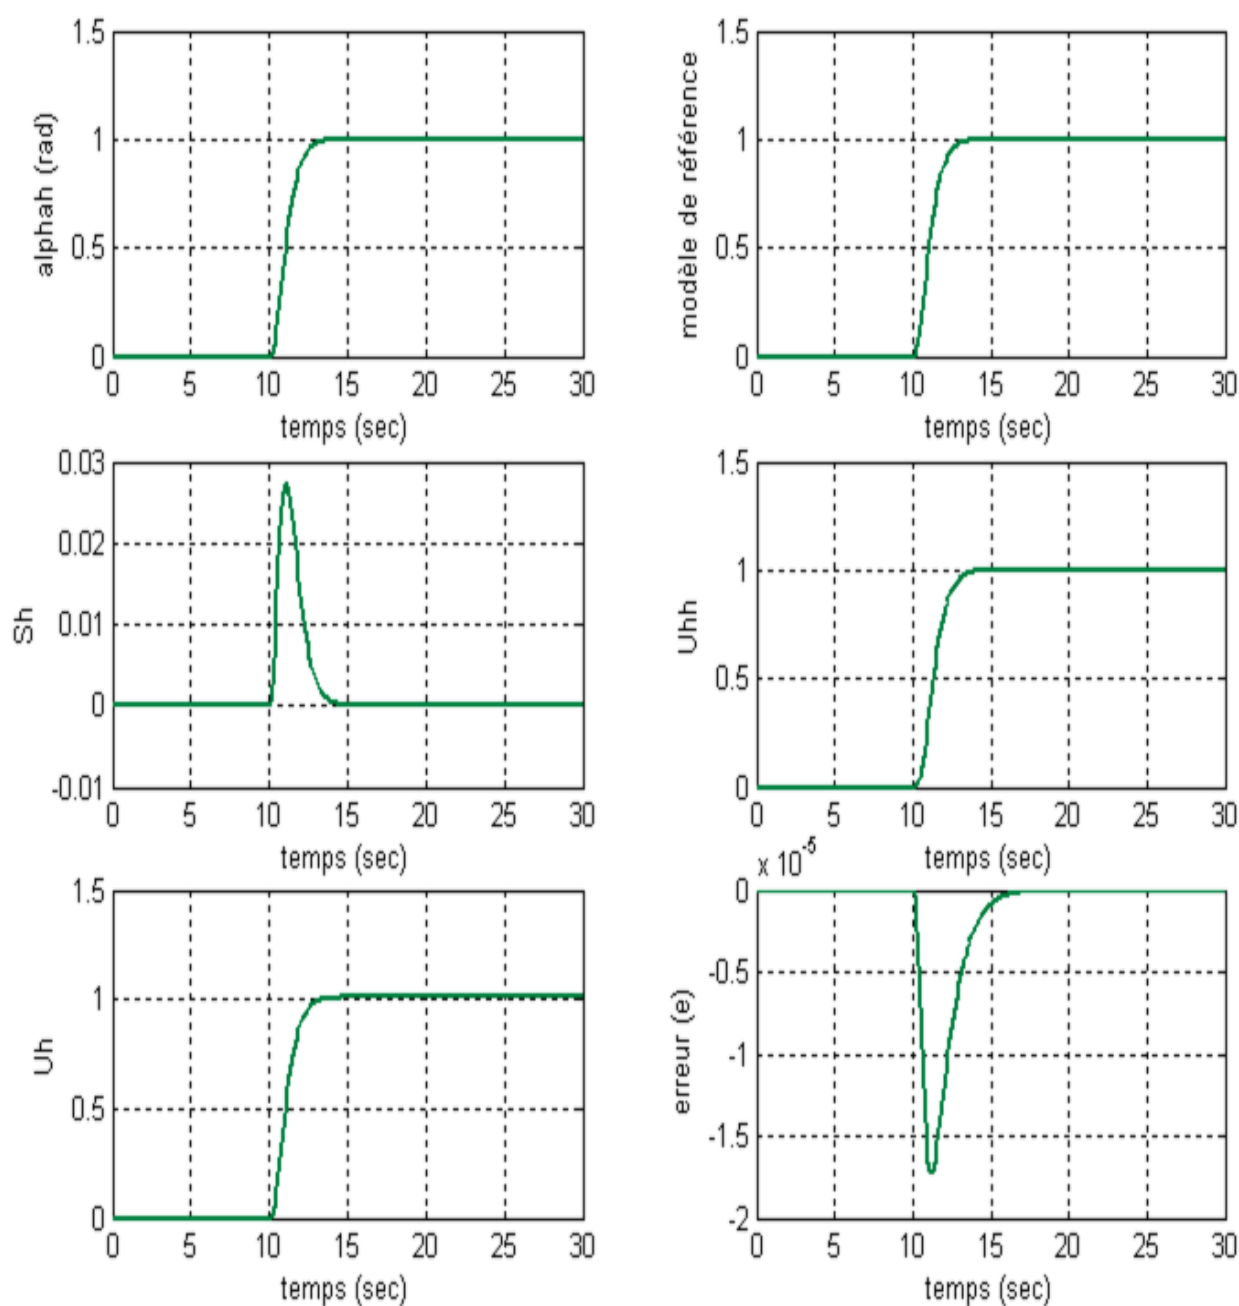 1.5
1
0.5
0
alphah (rad)
0 5 10 15 20 25 30
temps (sec)
1.5
1
0.5
0
modèle de référence
0 5 10 15 20 25 30
temps (sec)
0.03
0.02
0.01
0
-0.01
Sh
0 5 10 15 20 25 30
temps (sec)
1.5
1
0.5
0
Uhh
0 5 10 15 20 25 30
temps (sec)
1.5
1
0.5
0
Uh
0 5 10 15 20 25 30
temps (sec)
x 10^-5
0
-0.5
-1
-1.5
-2
erreur (e)
0 5 10 15 20 25 30
temps (sec)